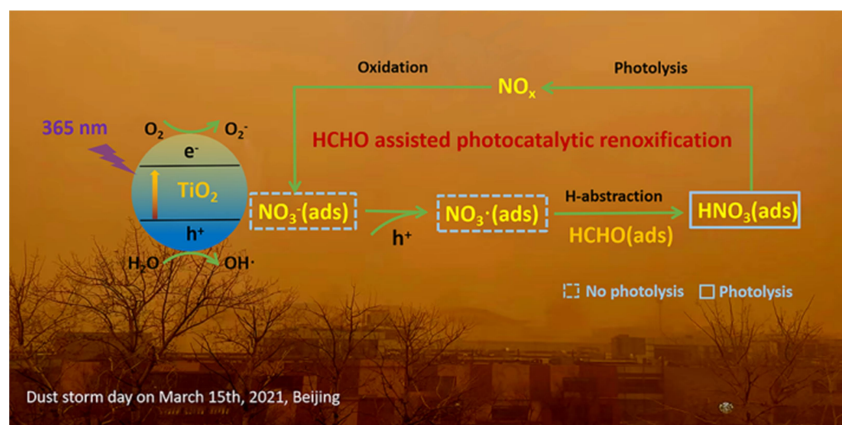 Oxidation
Photolysis
NOₓ
365 nm
O₂
O₂⁻
HCHO assisted photocatalytic renoxification
e⁻
TiO₂
H-abstraction
NO₃⁻(ads)
NO₃·(ads)
HNO₃(ads)
h⁺
h⁺
HCHO(ads)
H₂O
OH·
No photolysis
Photolysis
Dust storm day on March 15th, 2021, Beijing